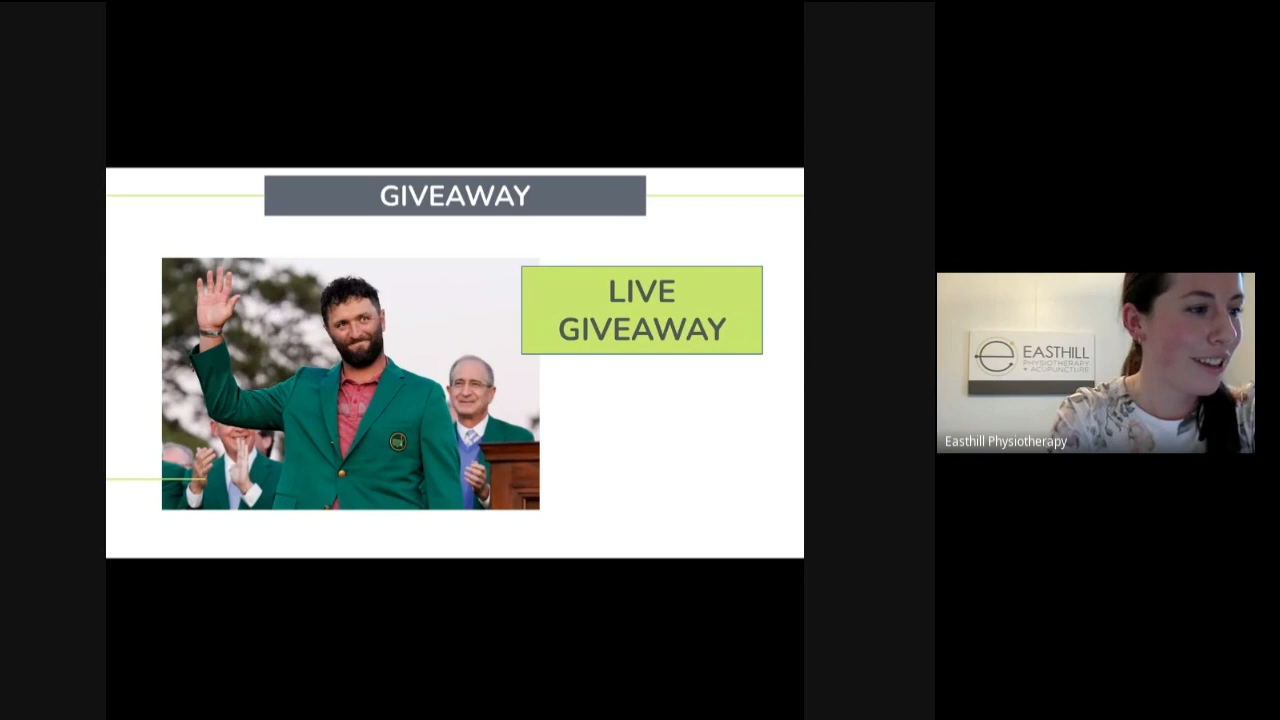 GIVEAWAY
LIVE
GIVEAWAY
EASTHILL
PHYSIOTHERAPY
+ ACUPUNCTURE
Easthill Physiotherapy